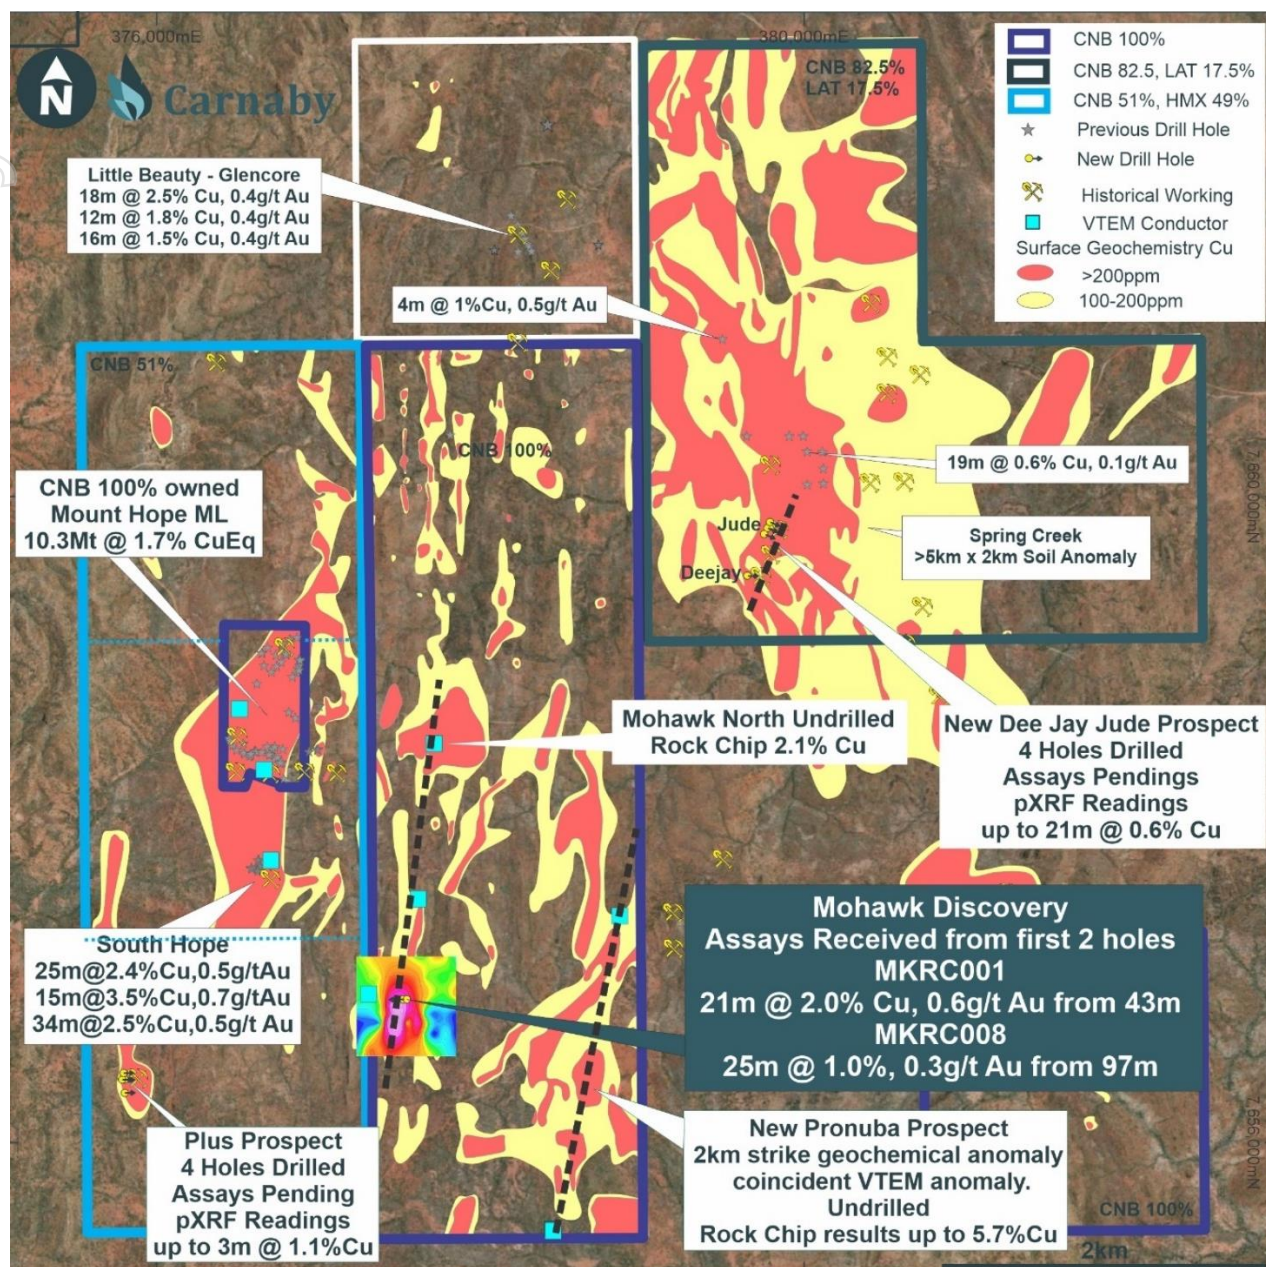 376,000mE
380,000mE
N
Carnaby
CNB 82.5%
LAT 17.5%
CNB 100%
CNB 82.5, LAT 17.5%
CNB 51%, HMX 49%
Previous Drill Hole
New Drill Hole
Historical Working
VTEM Conductor
Surface Geochemistry Cu
>200ppm
100-200ppm
Little Beauty - Glencore
18m @ 2.5% Cu, 0.4g/t Au
12m @ 1.8% Cu, 0.4g/t Au
16m @ 1.5% Cu, 0.4g/t Au
4m @ 1%Cu, 0.5g/t Au
CNB 51%
CNB 100%
19m @ 0.6% Cu, 0.1g/t Au
7,660,000mN
CNB 100% owned
Mount Hope ML
10.3Mt @ 1.7% CuEq
Jude
Deejay
Spring Creek
>5km x 2km Soil Anomaly
Mohawk North Undrilled
Rock Chip 2.1% Cu
New Dee Jay Jude Prospect
4 Holes Drilled
Assays Pendings
pXRF Readings
up to 21m @ 0.6% Cu
South Hope
25m@2.4%Cu,0.5g/tAu
15m@3.5%Cu,0.7g/tAu
34m@2.5%Cu,0.5g/t Au
Mohawk Discovery
Assays Received from first 2 holes
MKRC001
21m @ 2.0% Cu, 0.6g/t Au from 43m
MKRC008
25m @ 1.0%, 0.3g/t Au from 97m
Plus Prospect
4 Holes Drilled
Assays Pending
pXRF Readings
up to 3m @ 1.1%Cu
New Pronuba Prospect
2km strike geochemical anomaly
coincident VTEM anomaly.
Undrilled
Rock Chip results up to 5.7%Cu
7,656,000mN
CNB 100%
2km